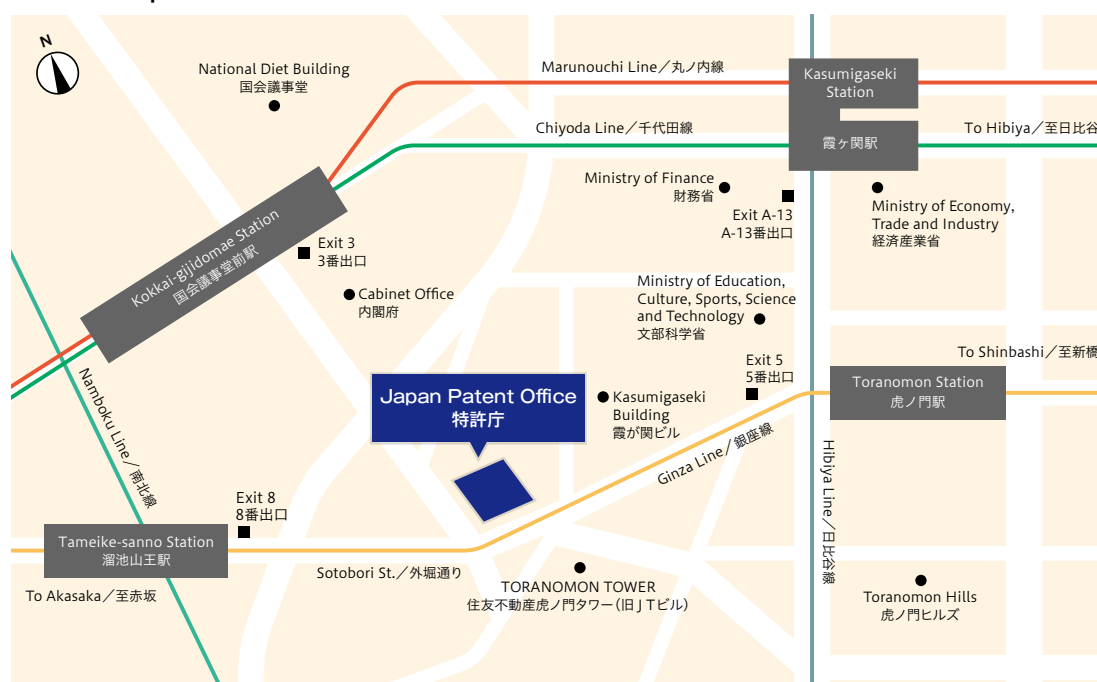 N
National Diet Building
国会議事堂
Marunouchi Line／丸ノ内線
Kasumigaseki
Station
霞ヶ関駅
Chiyoda Line／千代田線
To Hibiya／至日比谷
Ministry of Finance
財務省
Exit A-13
A-13番出口
Ministry of Economy,
Trade and Industry
経済産業省
Kokkai-gijidomae Station
国会議事堂前駅
Exit 3
3番出口
Cabinet Office
内閣府
Ministry of Education,
Culture, Sports, Science
and Technology
文部科学省
Exit 5
5番出口
To Shinbashi／至新橋
Toranomon Station
虎ノ門駅
Japan Patent Office
特許庁
Kasumigaseki
Building
霞が関ビル
Ginza Line／銀座線
Namboku Line／南北線
Hibiya Line／日比谷線
Exit 8
8番出口
Tameike-sanno Station
溜池山王駅
Sotobori St.／外堀通り
To Akasaka／至赤坂
TORANOMON TOWER
住友不動産虎ノ門タワー（旧JTビル）
Toranomon Hills
虎ノ門ヒルズ